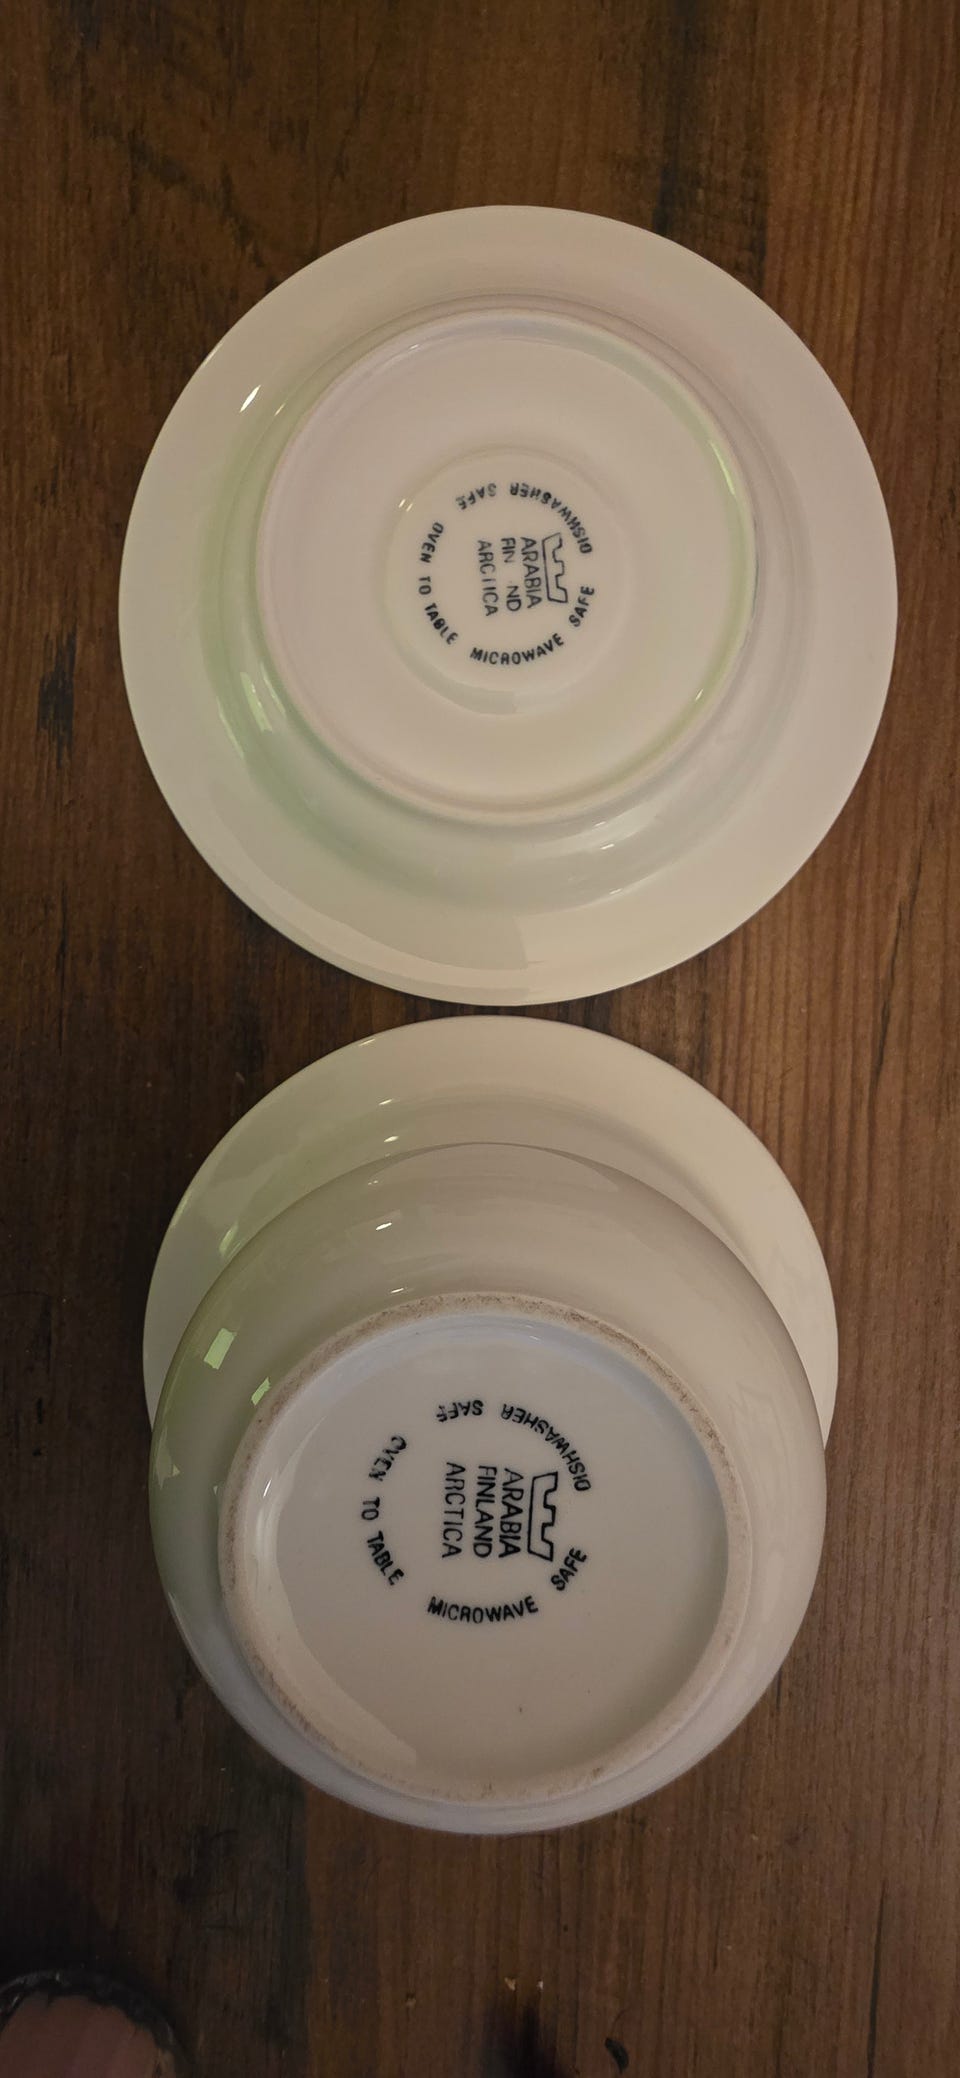 DISHWASHER SAFE
ARABIA
FIN ND
ARCTICA
OVEN TO TABLE
MICROWAVE SAFE
DISHWASHER SAFE
ARABIA
FINLAND
ARCTICA
OVEN TO TABLE
MICROWAVE SAFE